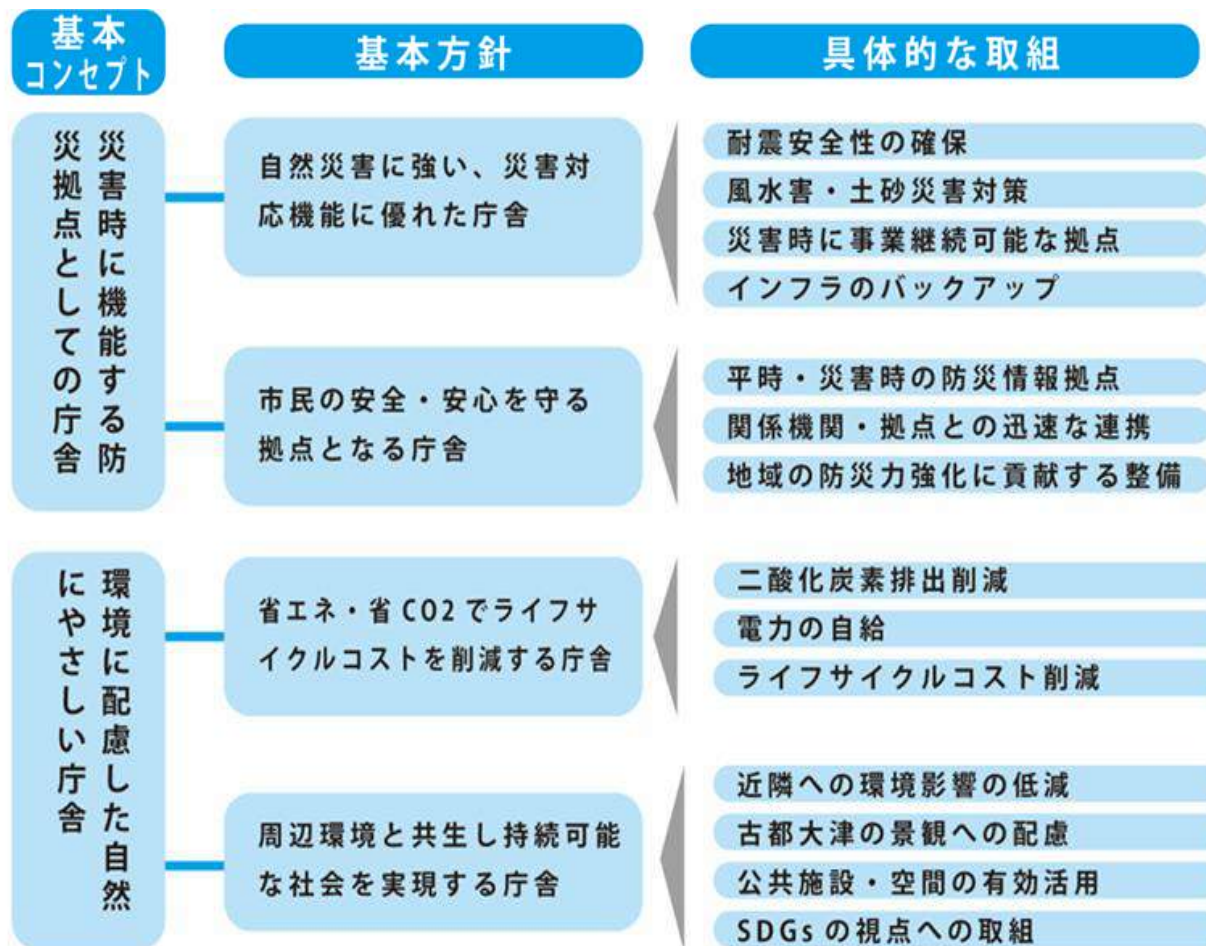 基本
コンセプト
基本方針
具体的な取組
災害時に機能する防
災拠点としての庁舎
自然災害に強い、災害対
応機能に優れた庁舎
耐震安全性の確保
風水害・土砂災害対策
災害時に事業継続可能な拠点
インフラのバックアップ
市民の安全・安心を守る
拠点となる庁舎
平時・災害時の防災情報拠点
関係機関・拠点との迅速な連携
地域の防災力強化に貢献する整備
環境に配慮した自然
にやさしい庁舎
省エネ・省CO2でライフサ
イクルコストを削減する庁舎
二酸化炭素排出削減
電力の自給
ライフサイクルコスト削減
周辺環境と共生し持続可能
な社会を実現する庁舎
近隣への環境影響の低減
古都大津の景観への配慮
公共施設・空間の有効活用
SDGsの視点への取組